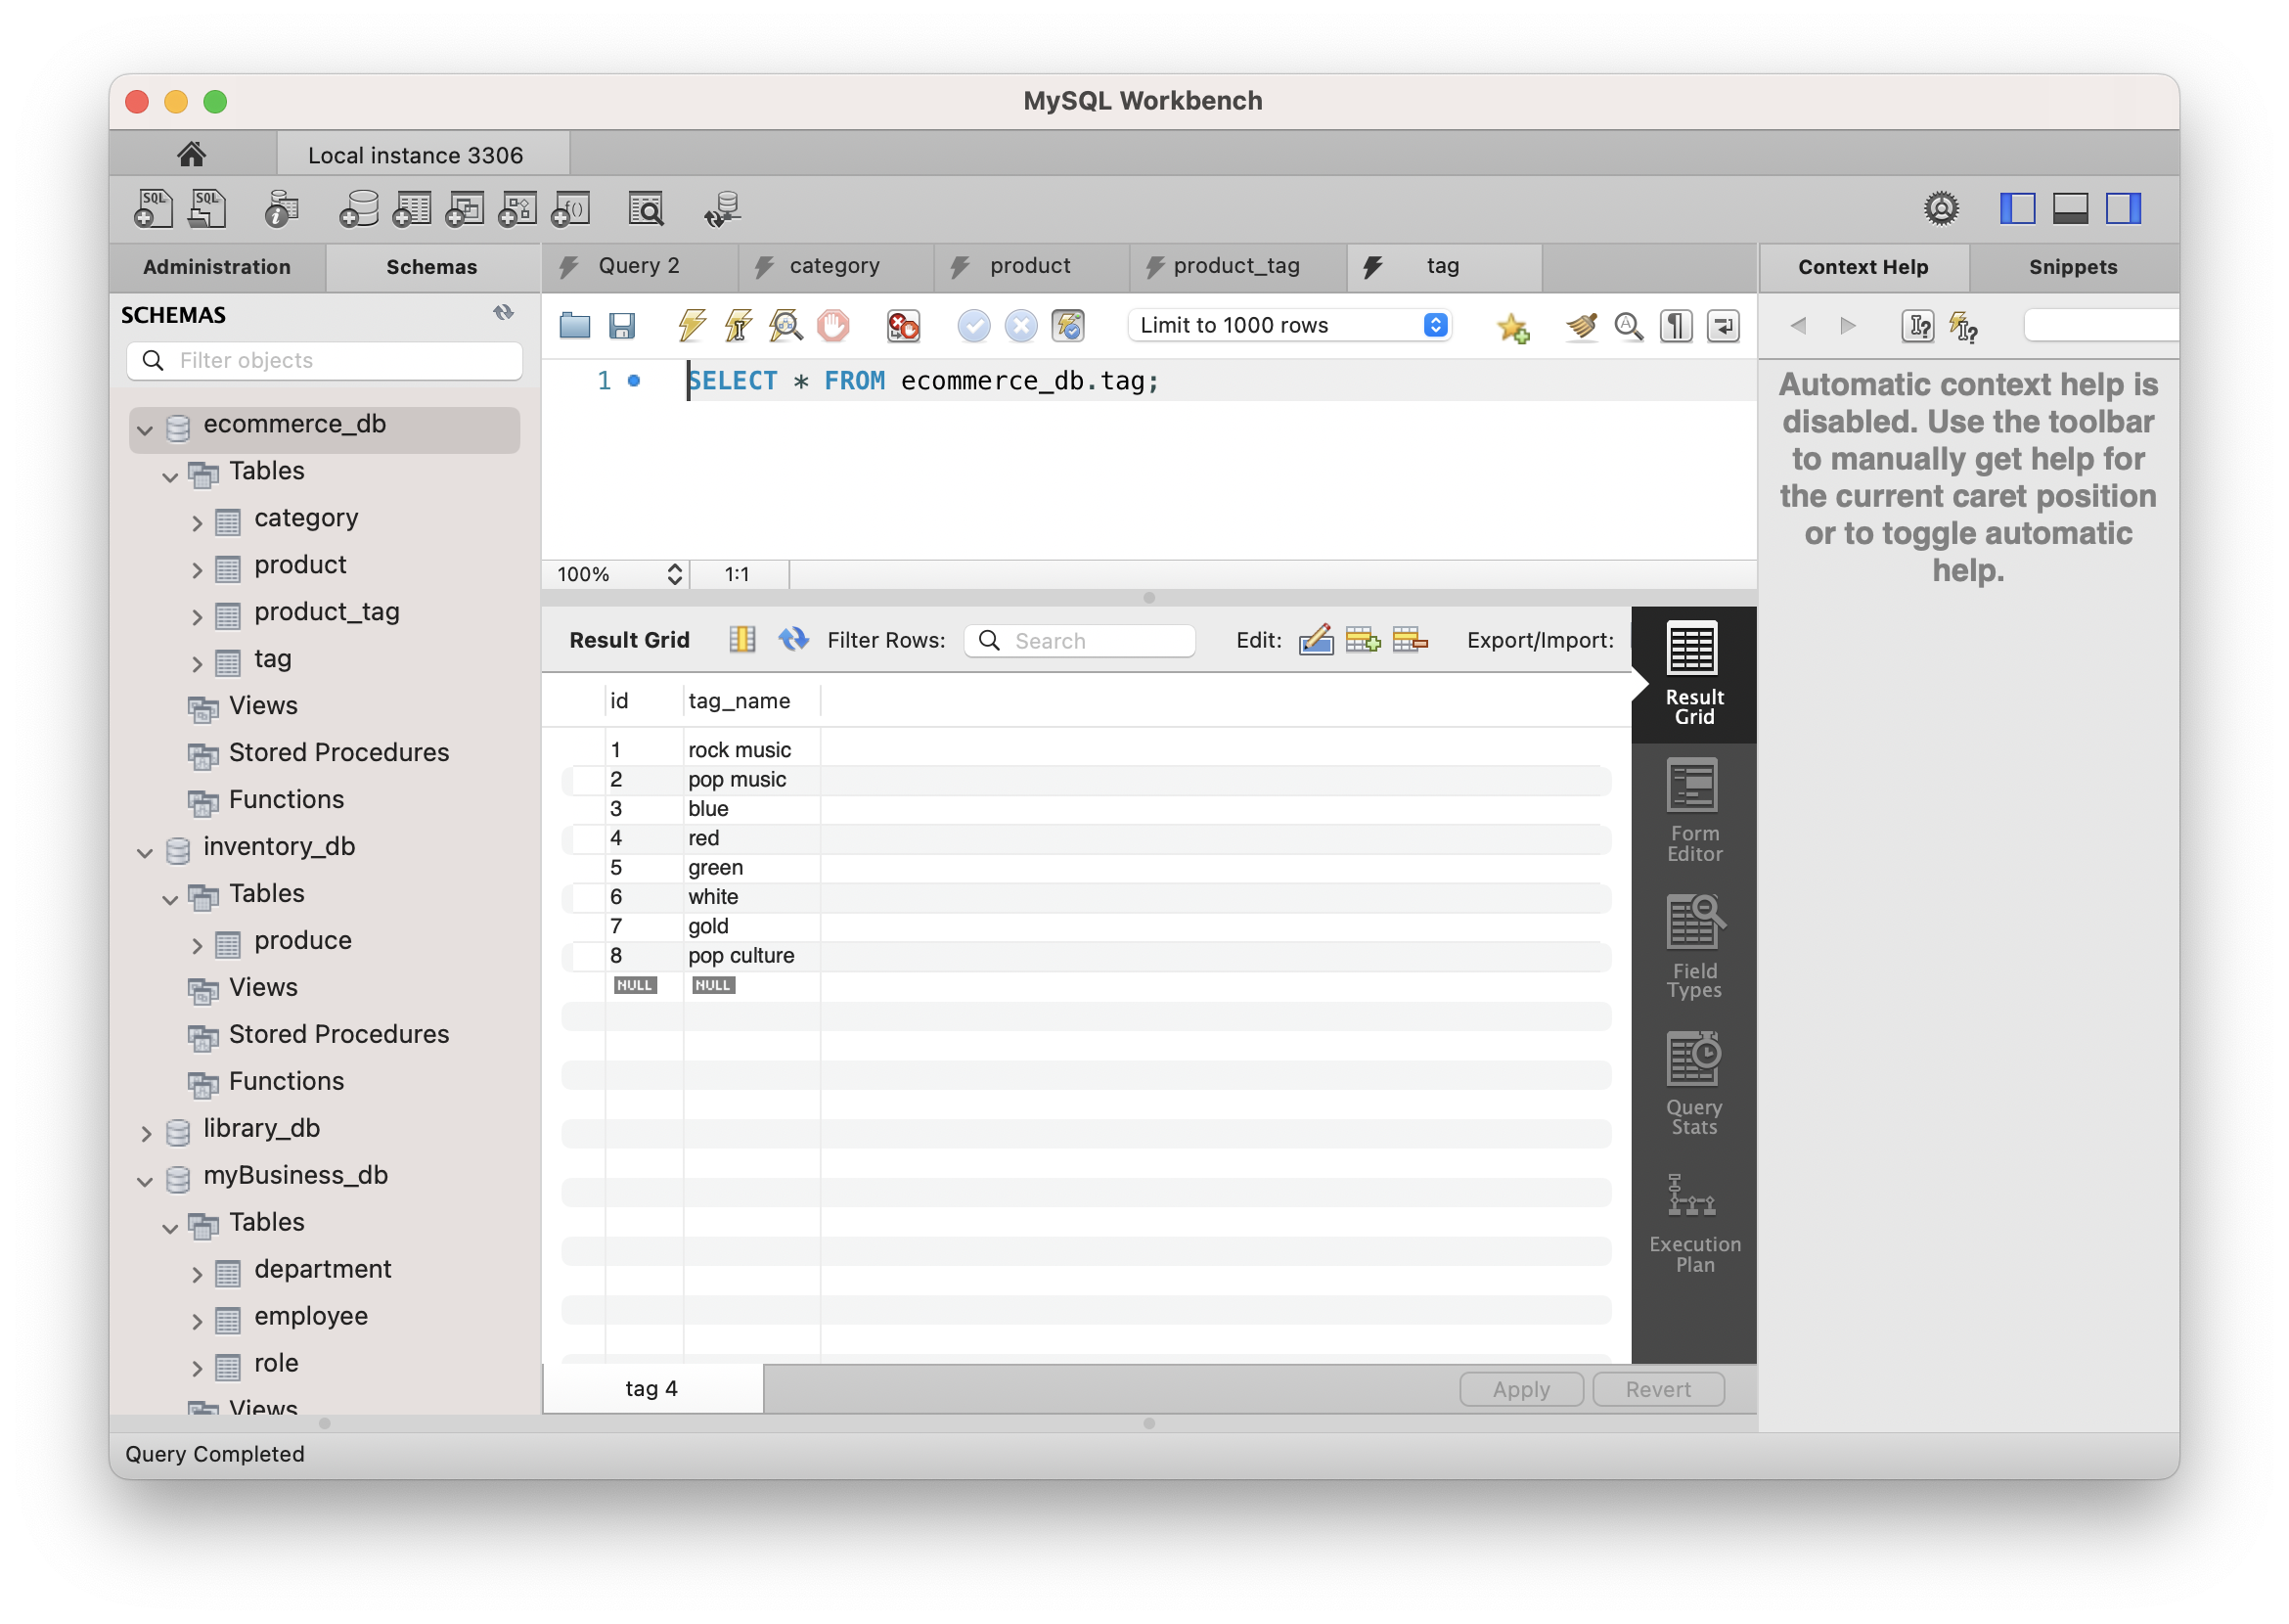 MySQL Workbench
Local instance 3306
SQL SQL f()
Administration Schemas
SCHEMAS
Filter objects
ecommerce_db
Tables
category
product
product_tag
tag
Views
Stored Procedures
Functions
inventory_db
Tables
produce
Views
Stored Procedures
Functions
library_db
myBusiness_db
Tables
department
employee
role
Views
Query 2 category product product_tag tag
Limit to 1000 rows
1 SELECT * FROM ecommerce_db.tag;
100% 1:1
Result Grid Filter Rows: Search Edit: Export/Import:
id tag_name
1 rock music
2 pop music
3 blue
4 red
5 green
6 white
7 gold
8 pop culture
NULL NULL
Result
Grid
Form
Editor
Field
Types
Query
Stats
Execution
Plan
tag 4 Apply Revert
Context Help Snippets
Automatic context help is
disabled. Use the toolbar
to manually get help for
the current caret position
or to toggle automatic
help.
Query Completed